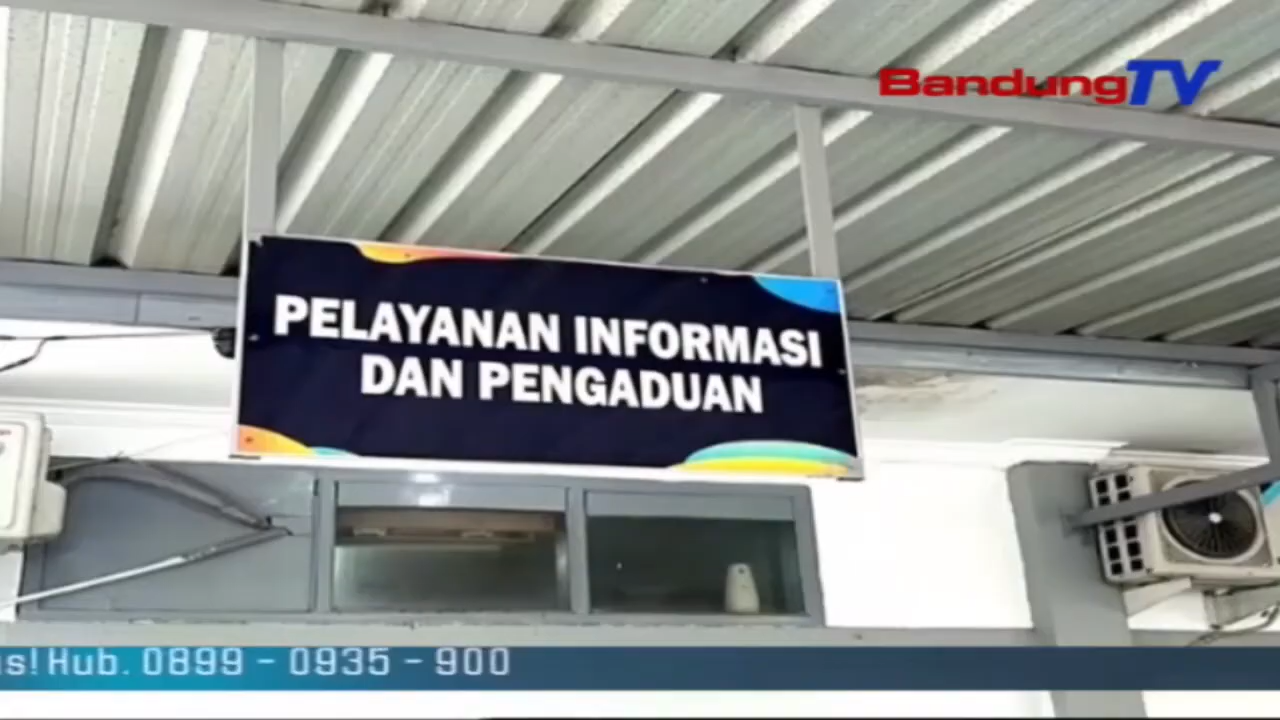 BandungTV
PELAYANAN INFORMASI
DAN PENGADUAN
s! Hub. 0899 - 0935 - 900